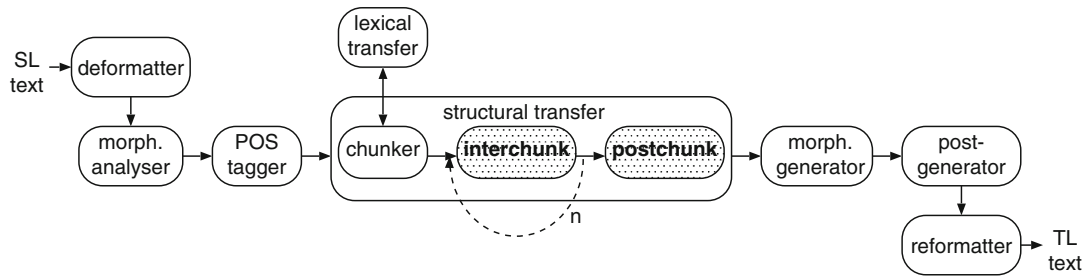 SL
text
deformatter
morph.
analyser
POS
tagger
lexical
transfer
structural transfer
chunker
interchunk
postchunk
n
morph.
generator
post-
generator
reformatter
TL
text